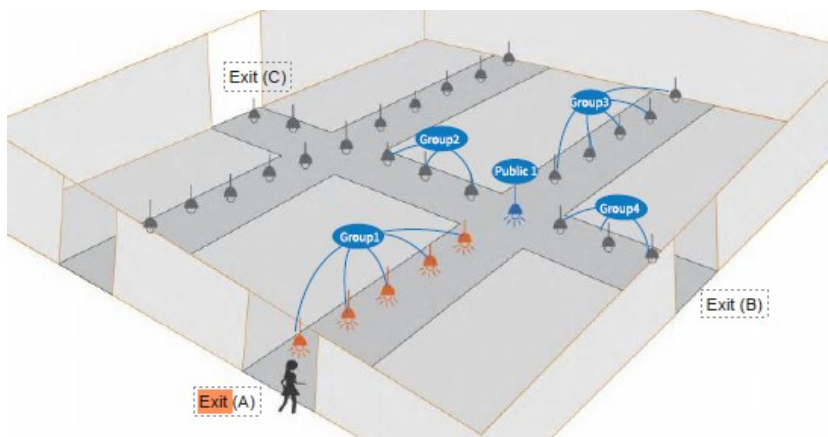 Exit (C)
Group3
Group2
Public 1
Group4
Group1
Exit (B)
Exit (A)